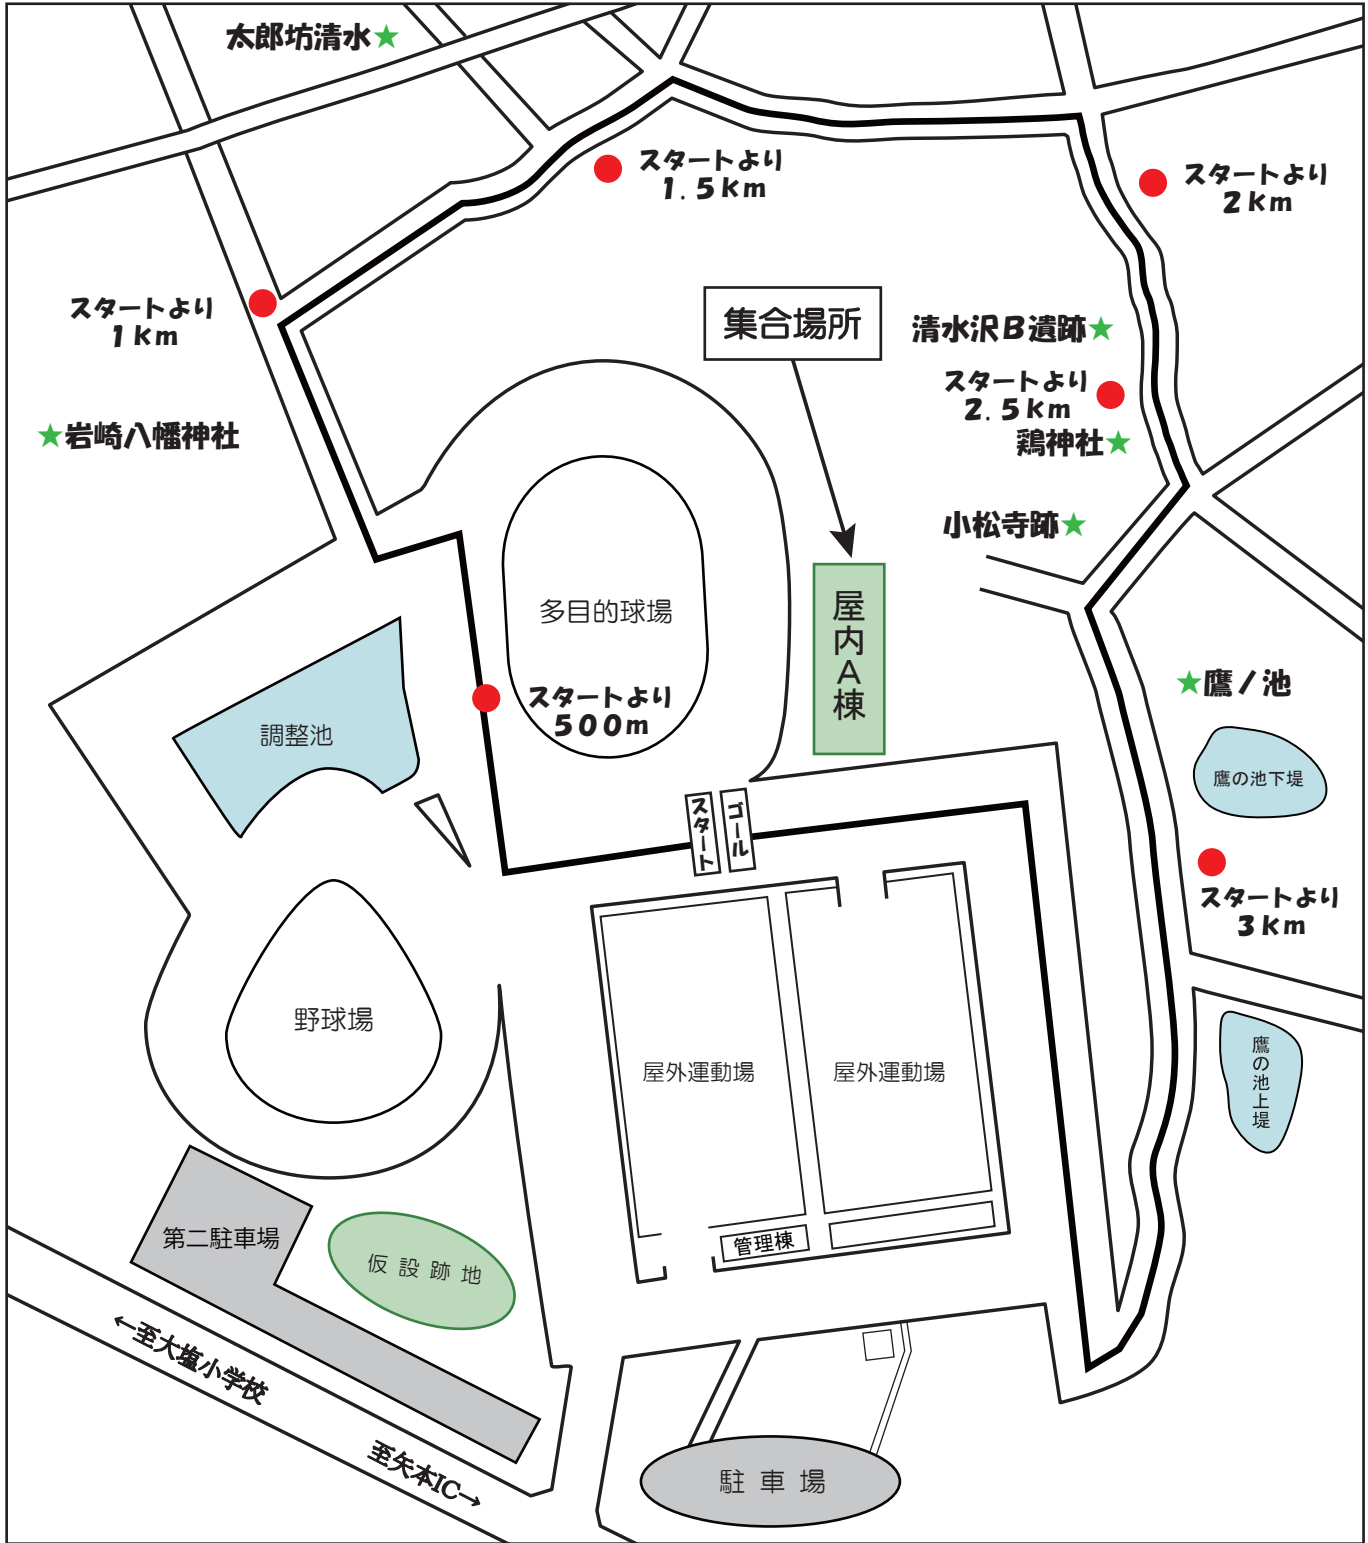 太郎坊清水★
スタートより
1.5km
スタートより
2km
スタートより
1km
集合場所
清水沢B遺跡★
スタートより
2.5km
★岩崎八幡神社
鶏神社★
小松寺跡★
多目的球場
屋内A棟
★鷹ノ池
スタートより
500m
調整池
鷹の池下堤
スタート
ゴール
スタートより
3km
野球場
屋外運動場
屋外運動場
鷹の池上堤
第二駐車場
仮設跡地
管理棟
←至大塩小学校
至矢本IC→
駐車場